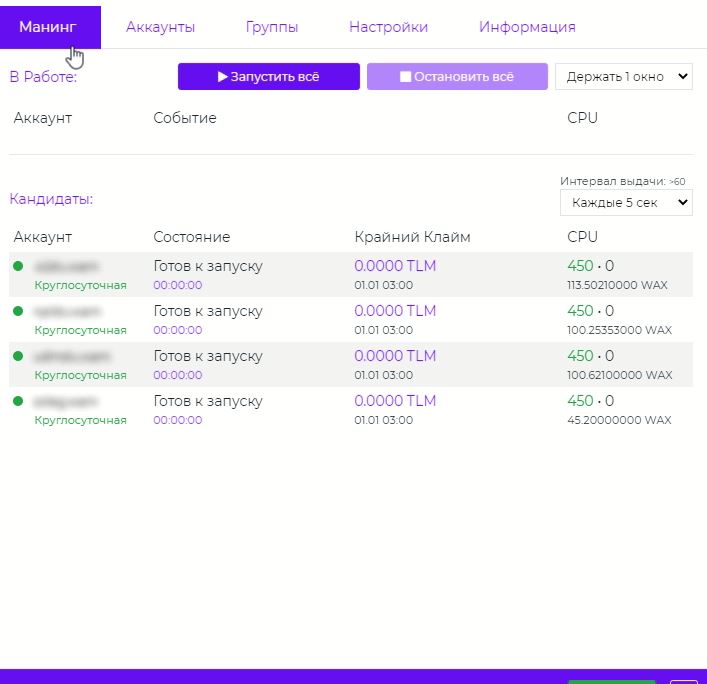 Манинг Аккаунты Группы Настройки Информация
В Работе: Запустить всё Остановить всё Держать 1 окно
Аккаунт Событие CPU
Интервал выдачи: >60
Кандидаты: Каждые 5 сек
Аккаунт Состояние Крайний Клайм CPU
Готов к запуску 0.0000 TLM 450 · 0
Круглосуточная 00:00:00 01.01 03:00 113.50210000 WAX
Готов к запуску 0.0000 TLM 450 · 0
Круглосуточная 00:00:00 01.01 03:00 100.25353000 WAX
Готов к запуску 0.0000 TLM 450 · 0
Круглосуточная 00:00:00 01.01 03:00 100.62100000 WAX
Готов к запуску 0.0000 TLM 450 · 0
Круглосуточная 00:00:00 01.01 03:00 45.20000000 WAX